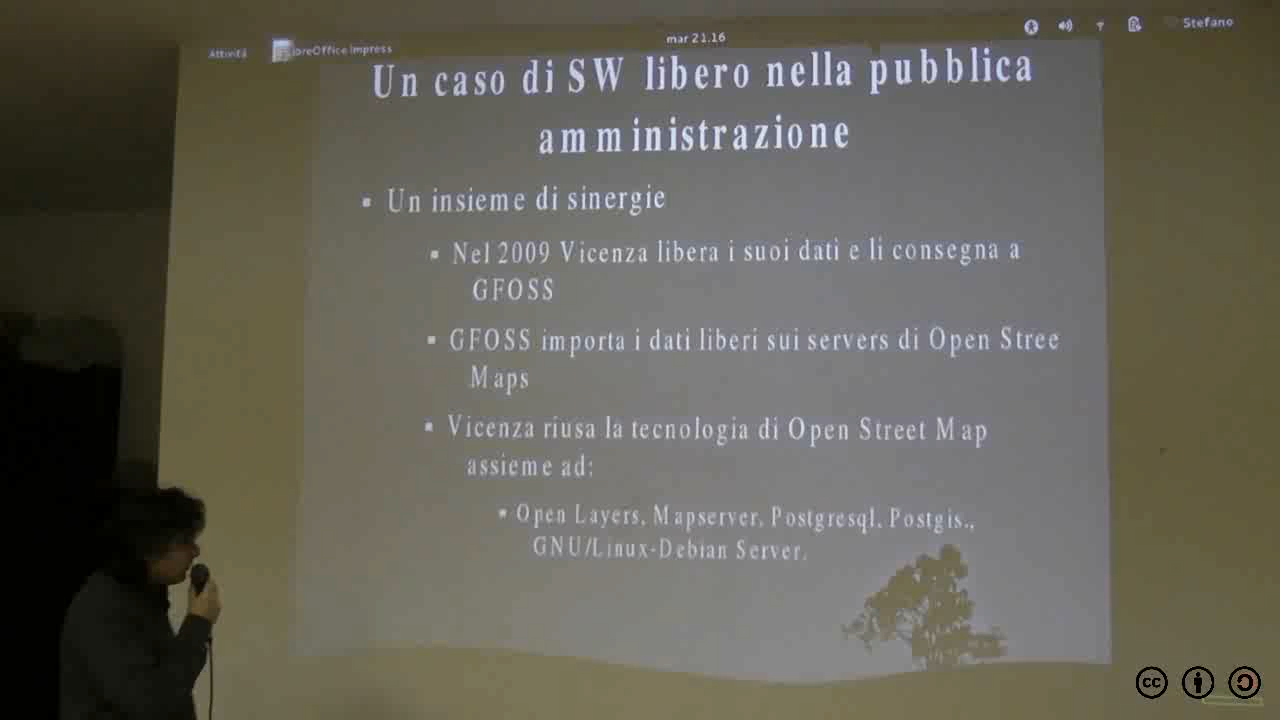 mar 21.16
Stefano
Attività
breOffice Impress
Un caso di SW libero nella pubblica
amministrazione
Un insieme di sinergie
Nel 2009 Vicenza libera i suoi dati e li consegna a
GFOSS
GFOSS importa i dati liberi sui servers di Open Stree
Maps
Vicenza riusa la tecnologia di Open Street Map
assieme ad:
Open Layers, Mapserver, Postgresql, Postgis.,
GNU/Linux-Debian Server.
cc